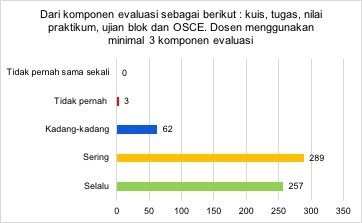 Dari komponen evaluasi sebagai berikut : kuis, tugas, nilai
praktikum, ujian blok dan OSCE. Dosen menggunakan
minimal 3 komponen evaluasi
Tidak pernah sama sekali 0
Tidak pernah 3
Kadang-kadang 62
Sering 289
Selalu 257
0 50 100 150 200 250 300 350